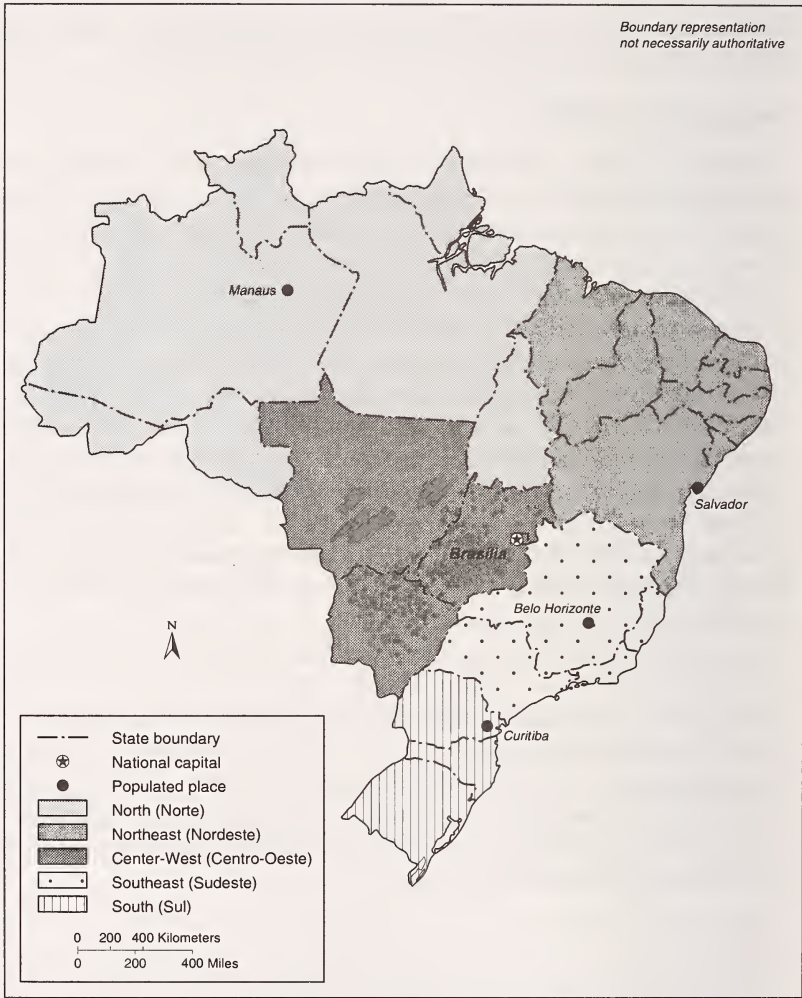 Boundary representation
not necessarily authoritative
Manaus
Salvador
Brasília
Belo Horizonte
N
Curitiba
State boundary
National capital
Populated place
North (Norte)
Northeast (Nordeste)
Center-West (Centro-Oeste)
Southeast (Sudeste)
South (Sul)
0 200 400 Kilometers
0 200 400 Miles